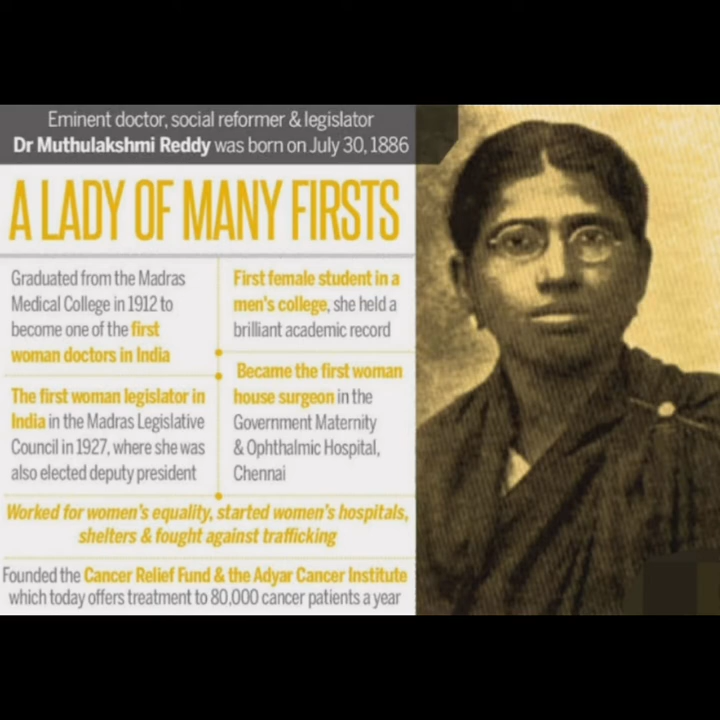 Eminent doctor, social reformer & legislator
Dr Muthulakshmi Reddy was born on July 30, 1886
A LADY OF MANY FIRSTS
Graduated from the Madras
Medical College in 1912 to
become one of the first
woman doctors in India
First female student in a
men's college, she held a
brilliant academic record
The first woman legislator in
India in the Madras Legislative
Council in 1927, where she was
also elected deputy president
Became the first woman
house surgeon in the
Government Maternity
& Ophthalmic Hospital,
Chennai
Worked for women's equality, started women's hospitals,
shelters & fought against trafficking
Founded the Cancer Relief Fund & the Adyar Cancer Institute
which today offers treatment to 80,000 cancer patients a year